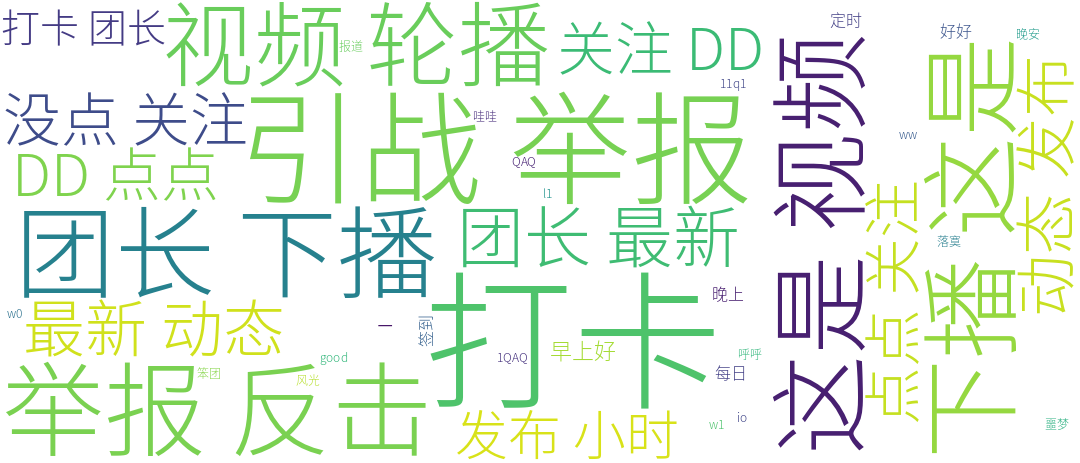 打卡 团长
视频 轮播
报道
关注 DD
11q1
没点 关注
引战 举报
哇哇
QAQ
DD 点点
l1
团长 下播
团长 最新
w0
最新 动态
打卡
一
签到
good
1QAQ
早上好
晚上
每日
呼呼
举报 反击
笨团
风光
发布 小时
w1
io
定时
好好
晚安
ww
这是 视频
点点 关注
下播 这是
动态 发布
落寞
噩梦